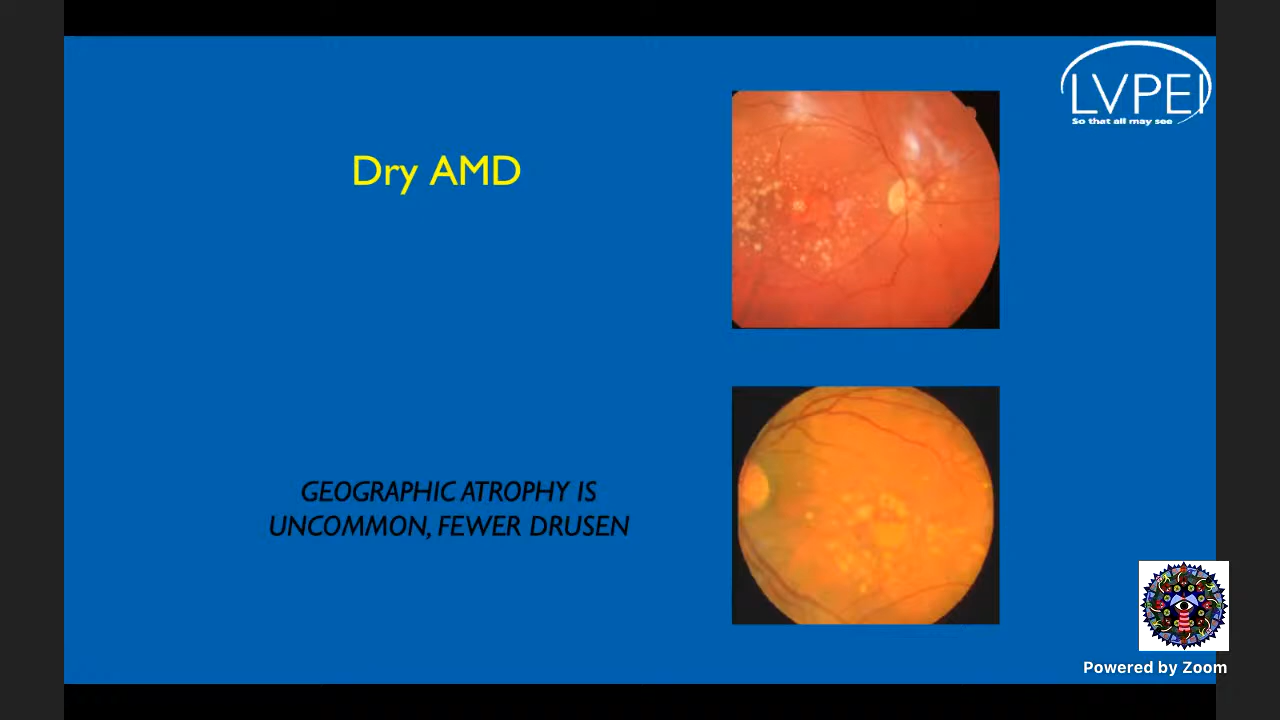 LVPEI
So that all may see
Dry AMD
GEOGRAPHIC ATROPHY IS
UNCOMMON, FEWER DRUSEN
Powered by Zoom